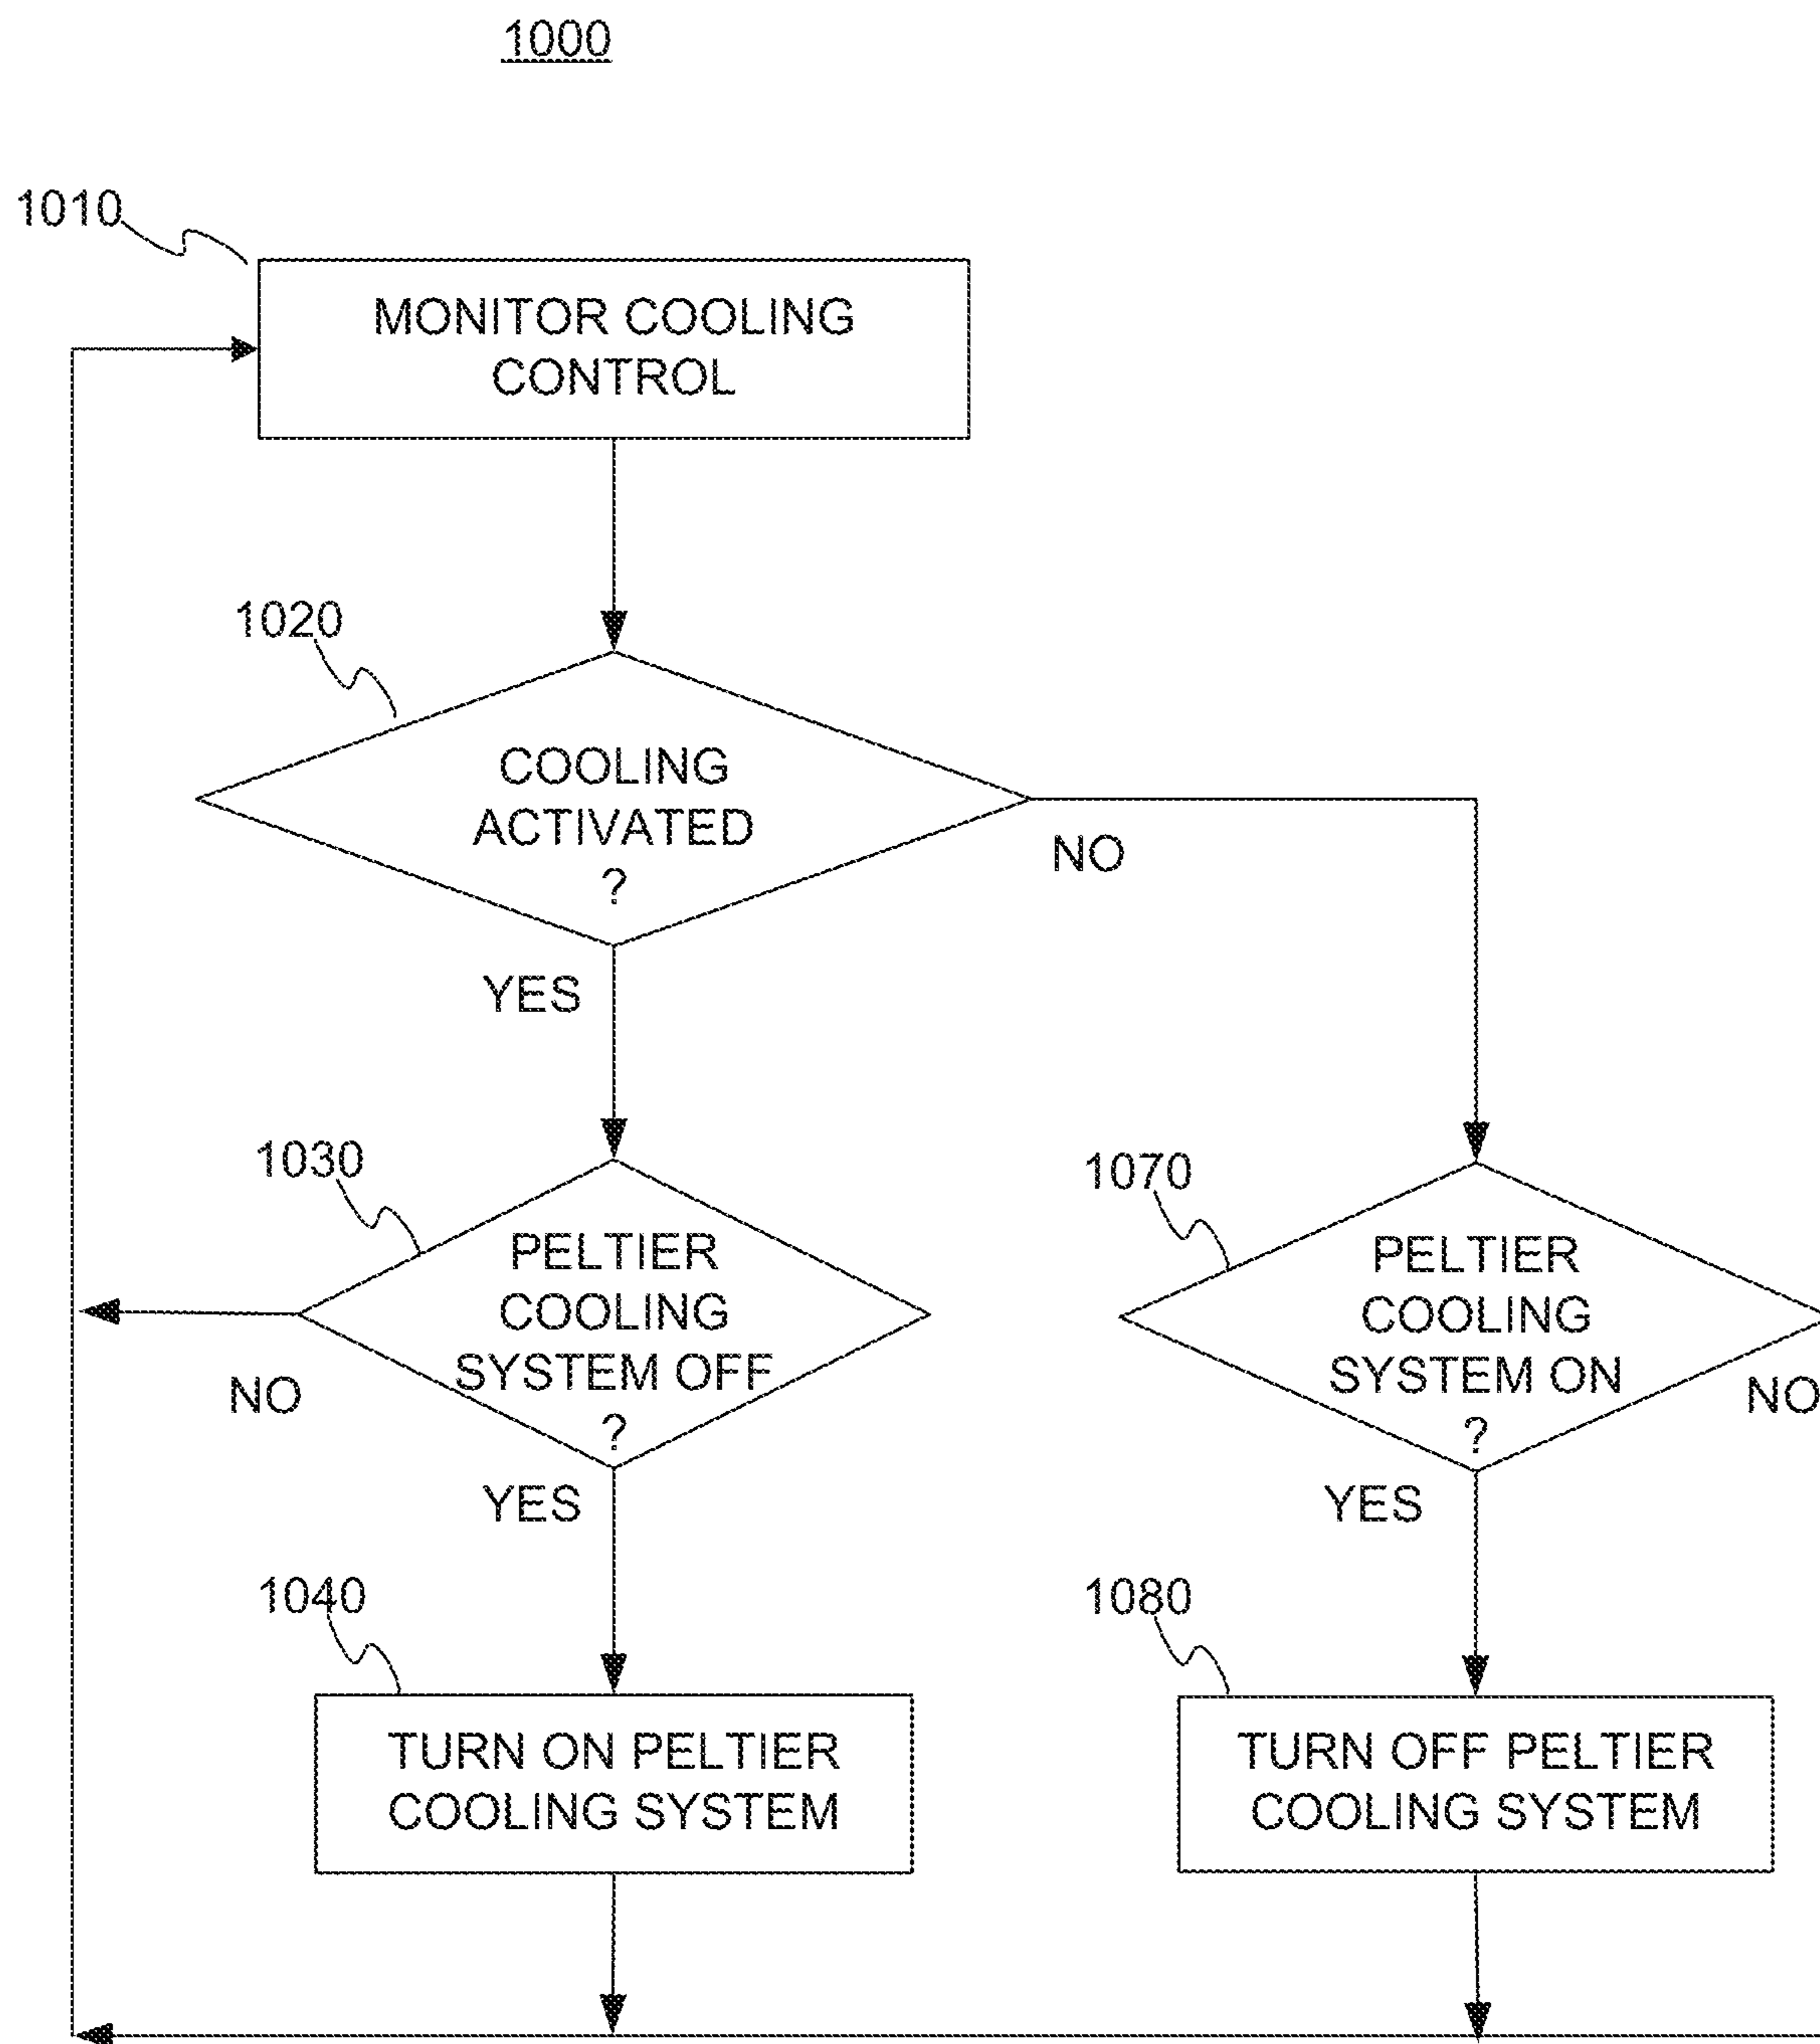 1000
1010
MONITOR COOLING
CONTROL
1020
COOLING
ACTIVATED
?
NO
YES
1030
PELTIER
COOLING
SYSTEM OFF
?
NO
YES
1070
PELTIER
COOLING
SYSTEM ON
?
NO
YES
1040
TURN ON PELTIER
COOLING SYSTEM
1080
TURN OFF PELTIER
COOLING SYSTEM